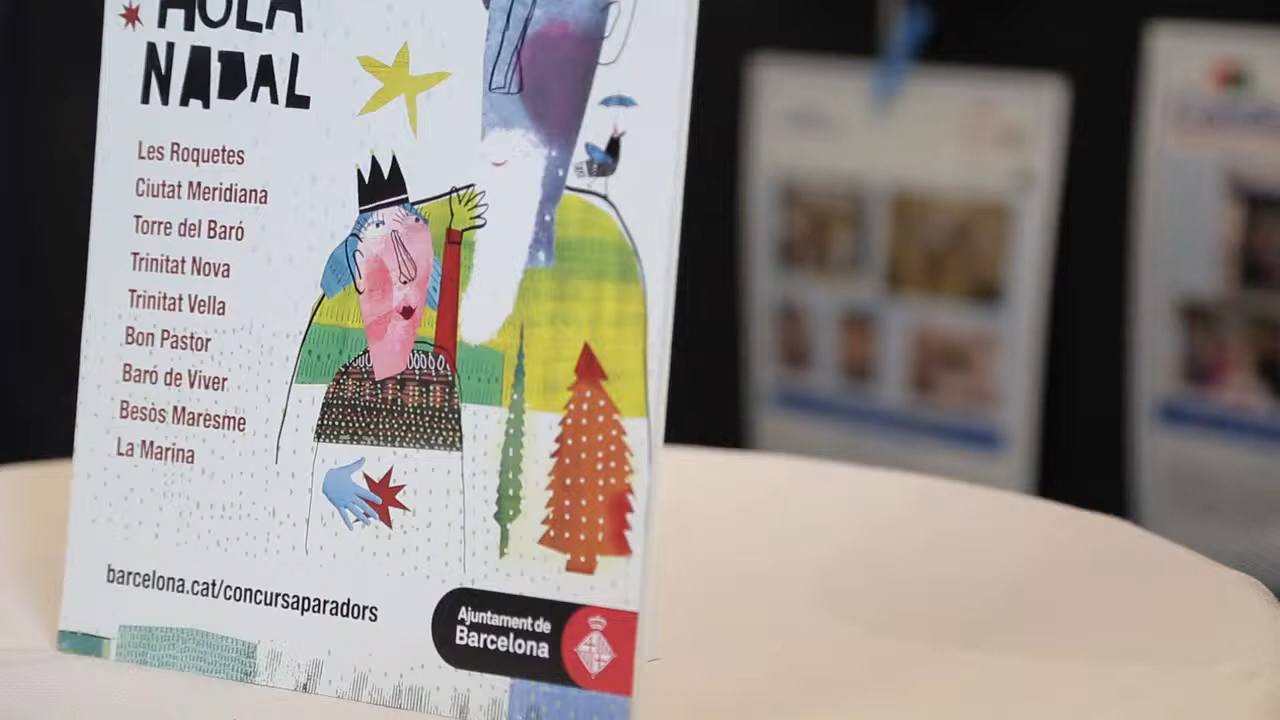 HOLA
NADAL
Les Roquetes
Ciutat Meridiana
Torre del Baró
Trinitat Nova
Trinitat Vella
Bon Pastor
Baró de Viver
Besòs Maresme
La Marina
barcelona.cat/concursaparadors
Ajuntament de
Barcelona